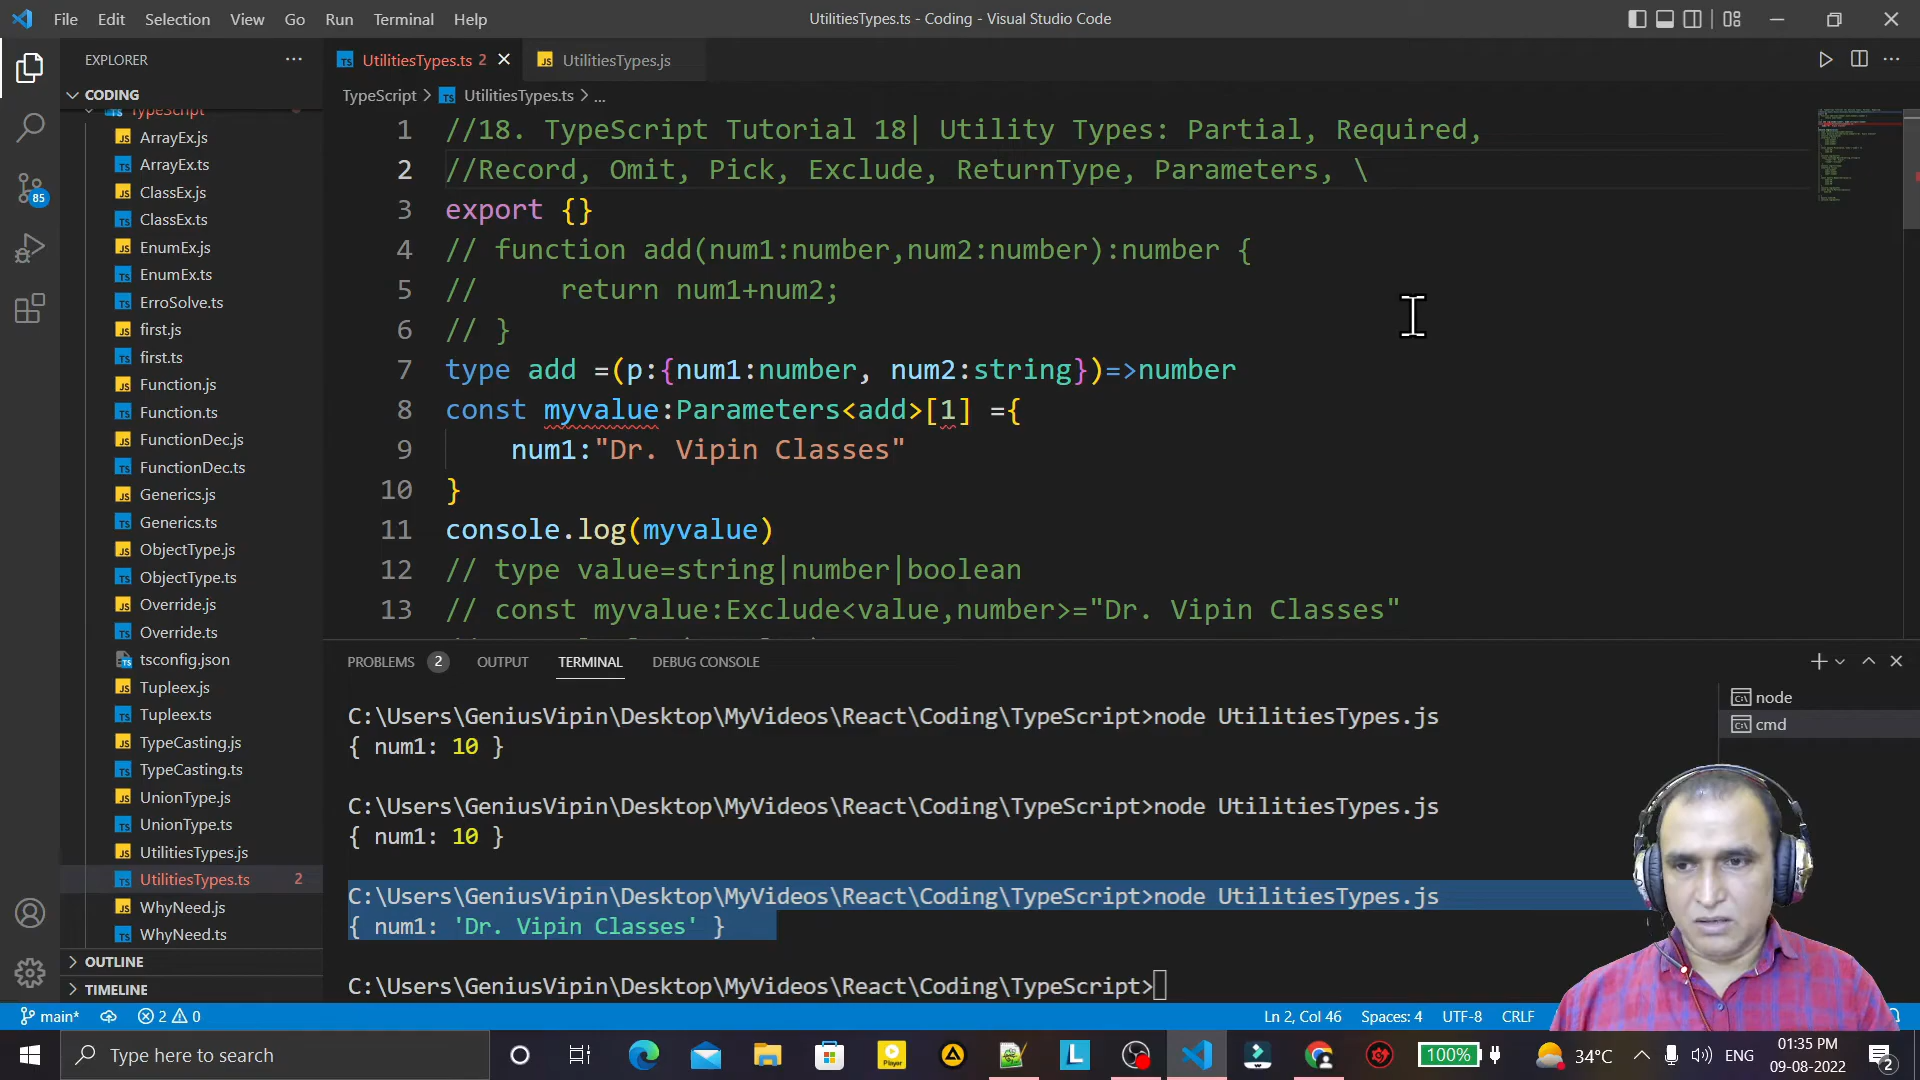 File Edit Selection View Go Run Terminal Help
UtilitiesTypes.ts - Coding - Visual Studio Code
EXPLORER
CODING
TypeScript
ArrayEx.js
ArrayEx.ts
ClassEx.js
ClassEx.ts
EnumEx.js
EnumEx.ts
ErroSolve.ts
first.js
first.ts
Function.js
Function.ts
FunctionDec.js
FunctionDec.ts
Generics.js
Generics.ts
ObjectType.js
ObjectType.ts
Override.js
Override.ts
tsconfig.json
Tupleex.js
Tupleex.ts
TypeCasting.js
TypeCasting.ts
UnionType.js
UnionType.ts
UtilitiesTypes.js
UtilitiesTypes.ts 2
WhyNeed.js
WhyNeed.ts
OUTLINE
TIMELINE
85
UtilitiesTypes.ts 2
UtilitiesTypes.js
TypeScript > UtilitiesTypes.ts > ...
1 //18. TypeScript Tutorial 18| Utility Types: Partial, Required,
2 //Record, Omit, Pick, Exclude, ReturnType, Parameters, \
3 export {}
4 // function add(num1:number,num2:number):number {
5 //     return num1+num2;
6 // }
7 type add =(p:{num1:number, num2:string})=>number
8 const myvalue:Parameters<add>[1] ={
9     num1:"Dr. Vipin Classes"
10 }
11 console.log(myvalue)
12 // type value=string|number|boolean
13 // const myvalue:Exclude<value,number>="Dr. Vipin Classes"
PROBLEMS 2 OUTPUT TERMINAL DEBUG CONSOLE
node
cmd
C:\Users\GeniusVipin\Desktop\MyVideos\React\Coding\TypeScript>node UtilitiesTypes.js
{ num1: 10 }
C:\Users\GeniusVipin\Desktop\MyVideos\React\Coding\TypeScript>node UtilitiesTypes.js
{ num1: 10 }
C:\Users\GeniusVipin\Desktop\MyVideos\React\Coding\TypeScript>node UtilitiesTypes.js
{ num1: 'Dr. Vipin Classes' }
C:\Users\GeniusVipin\Desktop\MyVideos\React\Coding\TypeScript>
main* 2 0
Ln 2, Col 46 Spaces: 4 UTF-8 CRLF
Type here to search
Player
L
100%
34°C
ENG
01:35 PM
09-08-2022
2